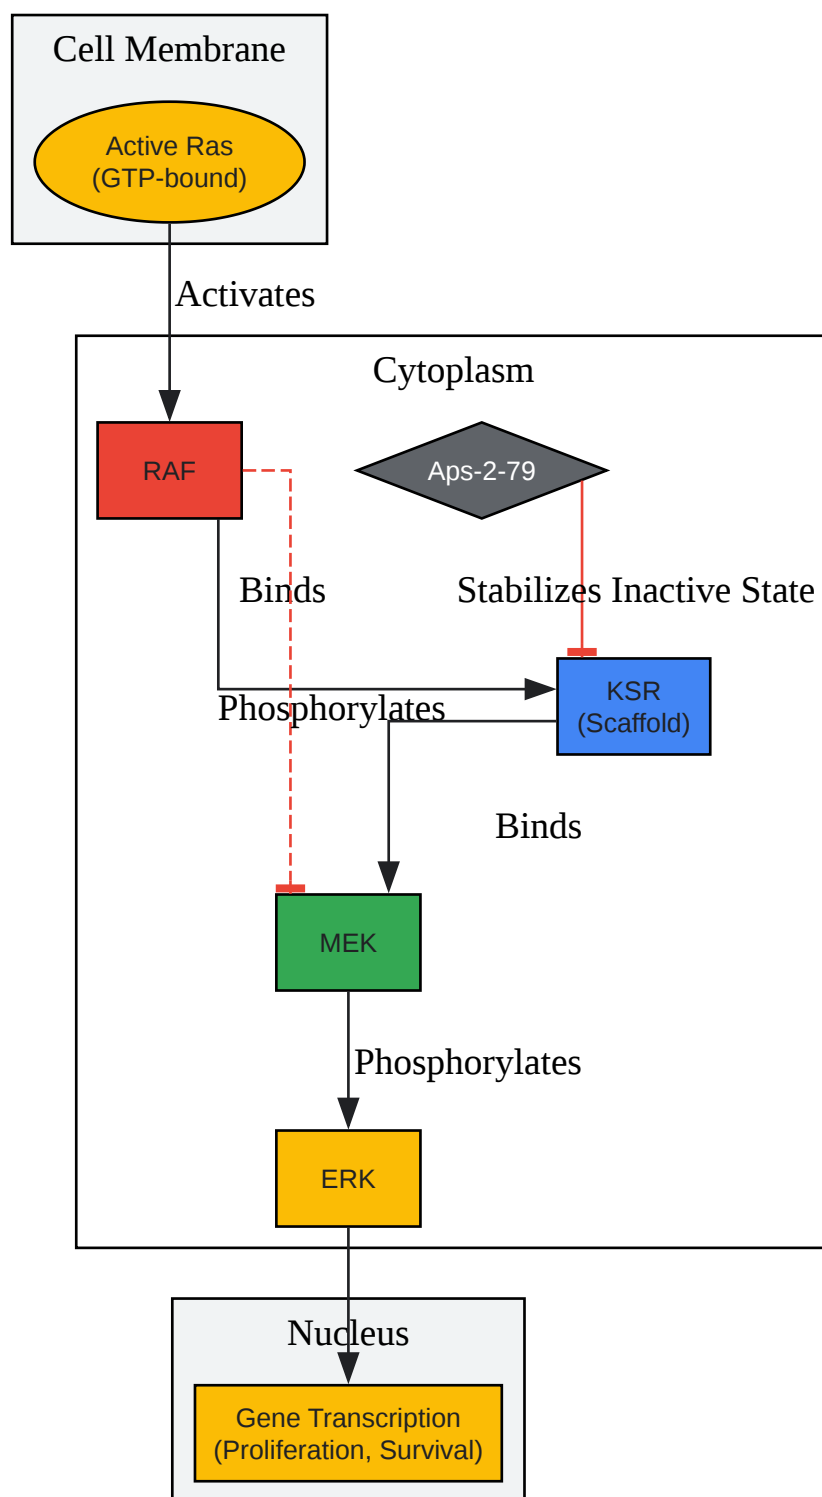 Cell Membrane
Active Ras
(GTP-bound)
Activates
Cytoplasm
RAF
Aps-2-79
Binds
Stabilizes Inactive State
KSR
(Scaffold)
Phosphorylates
Binds
MEK
Phosphorylates
ERK
Nucleus
Gene Transcription
(Proliferation, Survival)